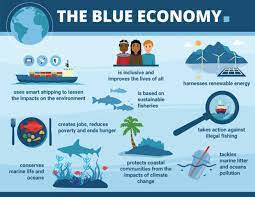 THE BLUE ECONOMY
uses smart shipping to lessen
the impacts on the environment
is inclusive and
improves the lives of all
harnesses renewable energy
is based on
sustainable
fisheries
creates jobs, reduces
poverty and ends hunger
takes action against
illegal fishing
conserves
marine life and
oceans
protects coastal
communities from the
impacts of climate
change
tackles
marine litter and
oceans
pollution